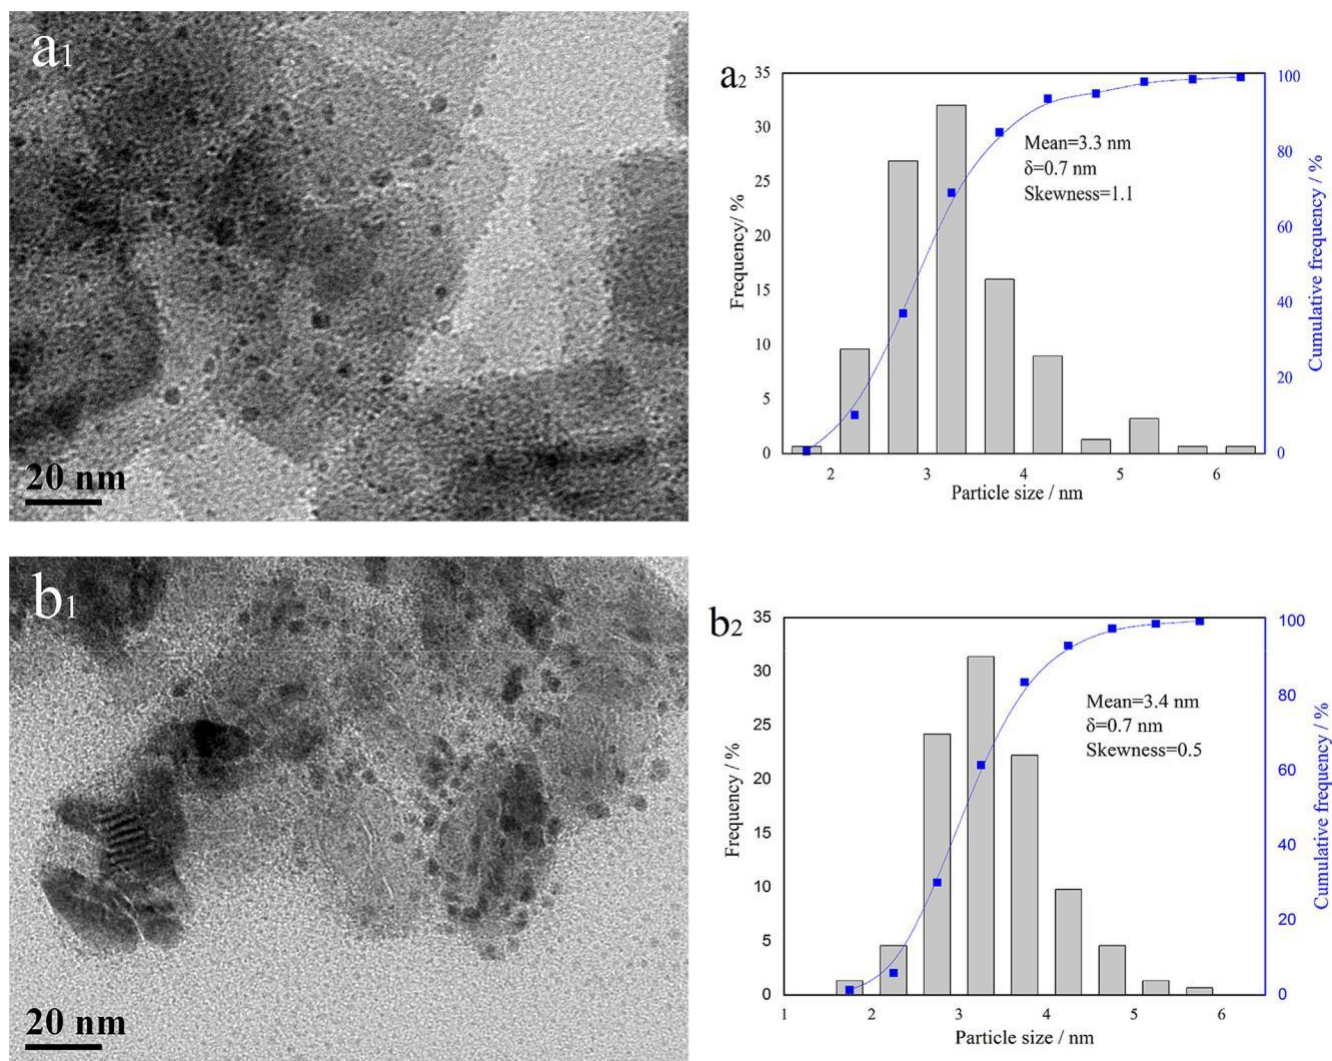 a1
20 nm
a2
35
30
25
20
15
10
5
0
Frequency/ %
Mean=3.3 nm
δ=0.7 nm
Skewness=1.1
100
80
60
40
20
0
Cumulative frequency / %
2 3 4 5 6
Particle size / nm
b1
20 nm
b2
35
30
25
20
15
10
5
0
Frequency / %
Mean=3.4 nm
δ=0.7 nm
Skewness=0.5
100
80
60
40
20
0
Cumulative frequency / %
1 2 3 4 5 6
Particle size / nm